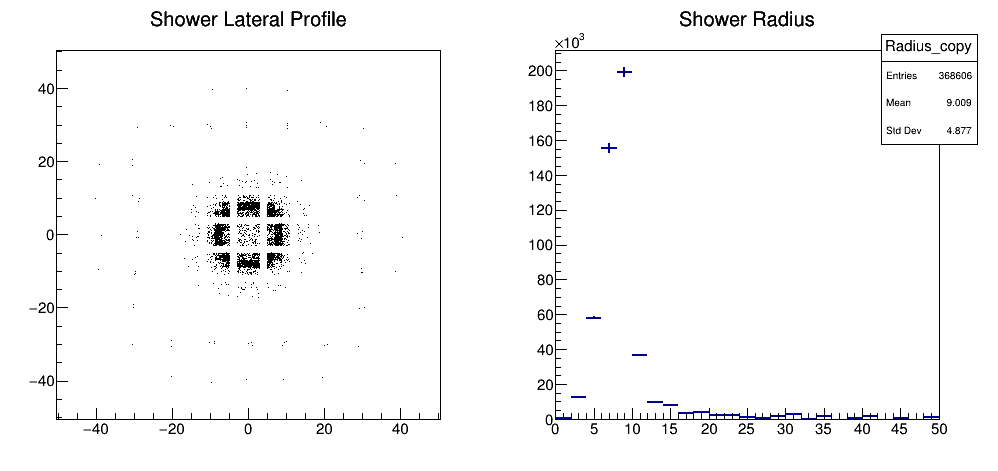 Shower Lateral Profile
40
20
0
−20
−40
−40 −20 0 20 40
Shower Radius
×10³
200
180
160
140
120
100
80
60
40
20
0
0 5 10 15 20 25 30 35 40 45 50
Radius_copy
Entries 368606
Mean 9.009
Std Dev 4.877